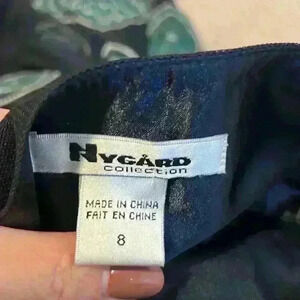 NYGÅRD
collection
MADE IN CHINA
FAIT EN CHINE
8